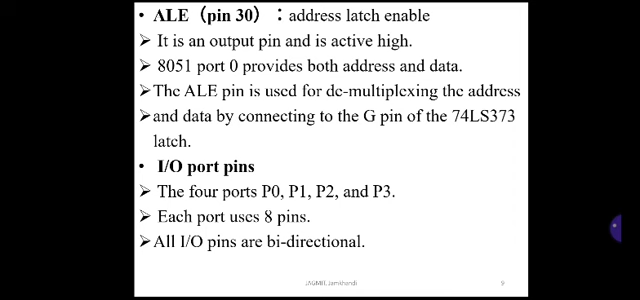 • ALE (pin 30) : address latch enable
➢ It is an output pin and is active high.
➢ 8051 port 0 provides both address and data.
➢ The ALE pin is used for de-multiplexing the address
➢ and data by connecting to the G pin of the 74LS373
latch.
• I/O port pins
➢ The four ports P0, P1, P2, and P3.
➢ Each port uses 8 pins.
➢ All I/O pins are bi-directional.
JAGMIT, Jamkhandi 9